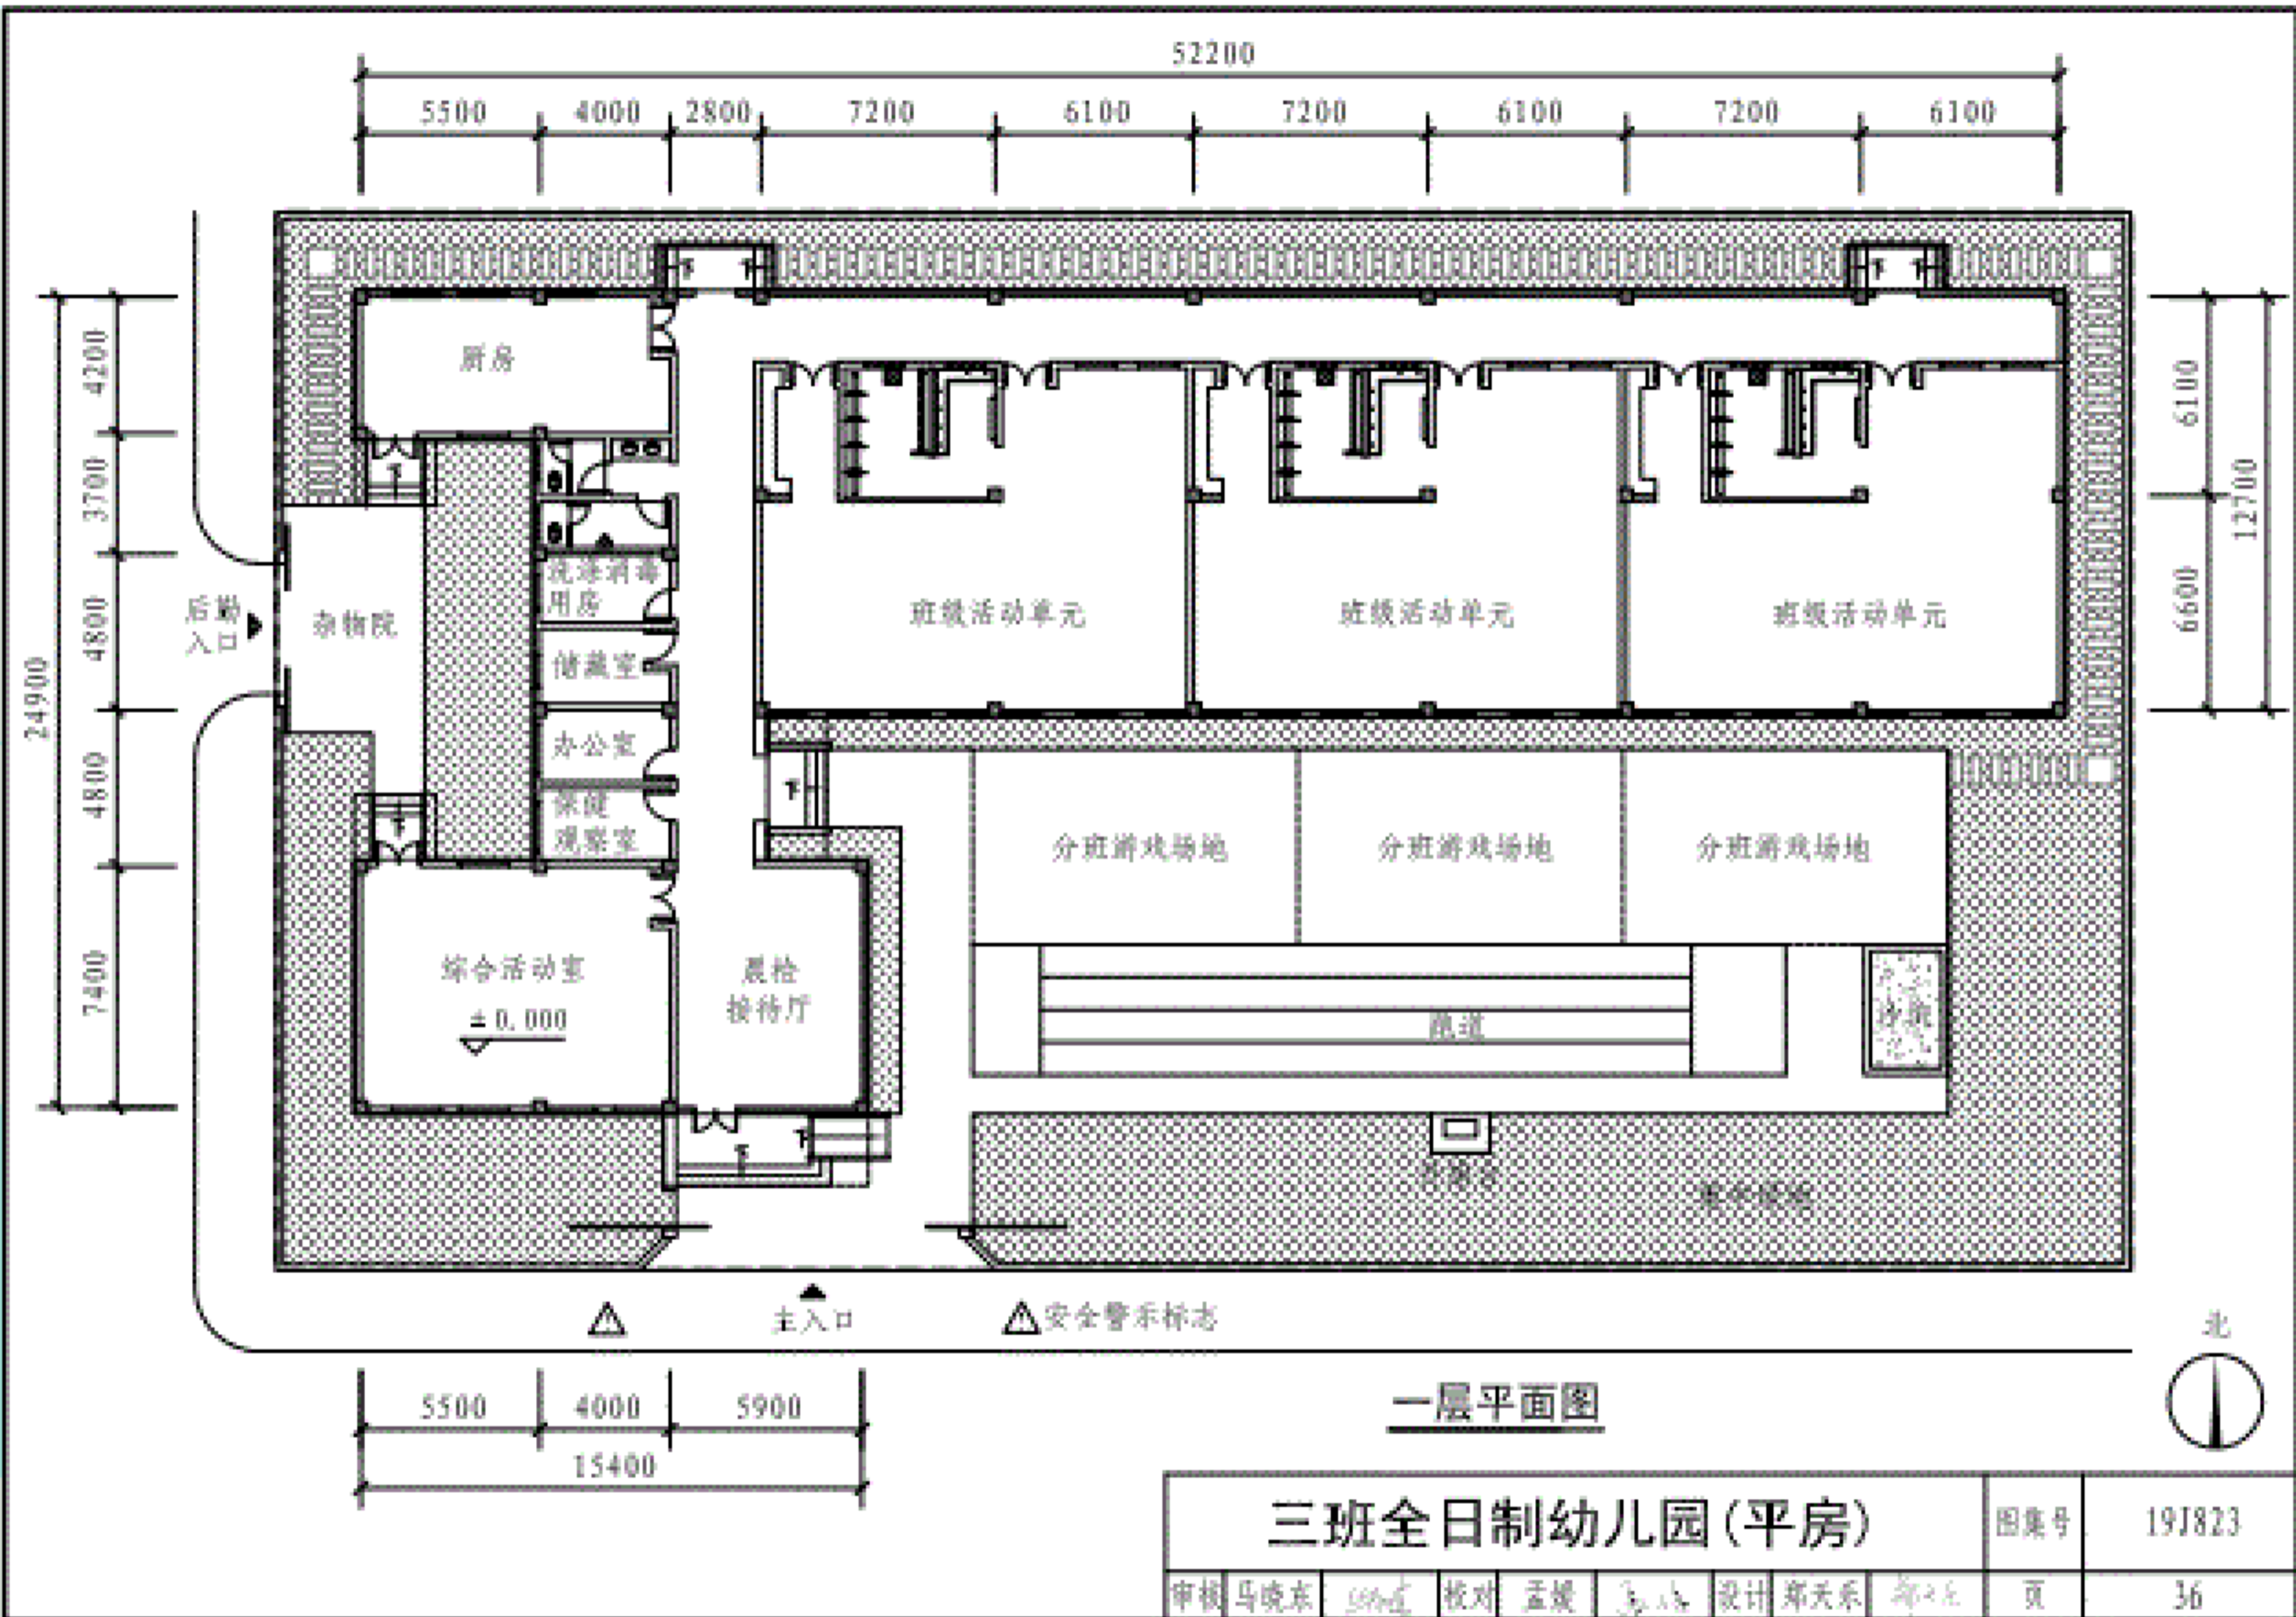 52200
5500 4000 2800 7200 6100 7200 6100 7200 6100
24900
4200
3700
4800
4800
7400
6100
6600
12700
厨房
后勤
入口
杂物院
洗涤消毒
用房
储藏室
办公室
保健
观察室
班级活动单元 班级活动单元 班级活动单元
分班游戏场地 分班游戏场地 分班游戏场地
综合活动室
±0.000
晨检
接待厅
跑道
沙坑
集中绿地
主入口
安全警示标志
北
5500 4000 5900
15400
一层平面图
三班全日制幼儿园(平房)
图集号 19J823
审核 马晓东 校对 孟媛 设计 郑天乐 页 36